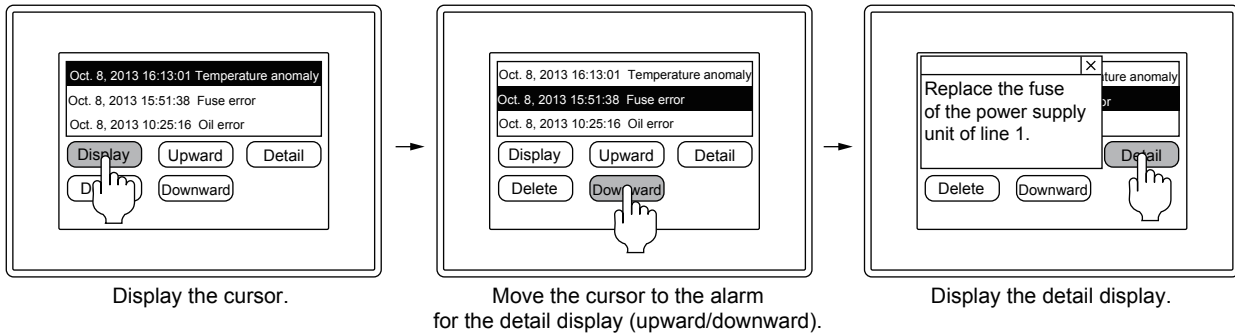 Oct. 8, 2013 16:13:01 Temperature anomaly
Oct. 8, 2013 15:51:38 Fuse error
Oct. 8, 2013 10:25:16 Oil error
Display Upward Detail
Downward
Display the cursor.
Oct. 8, 2013 16:13:01 Temperature anomaly
Oct. 8, 2013 15:51:38 Fuse error
Oct. 8, 2013 10:25:16 Oil error
Display Upward Detail
Delete Downward
Move the cursor to the alarm
for the detail display (upward/downward).
×
anomaly
Replace the fuse
of the power supply
unit of line 1.
Detail
Delete Downward
Display the detail display.